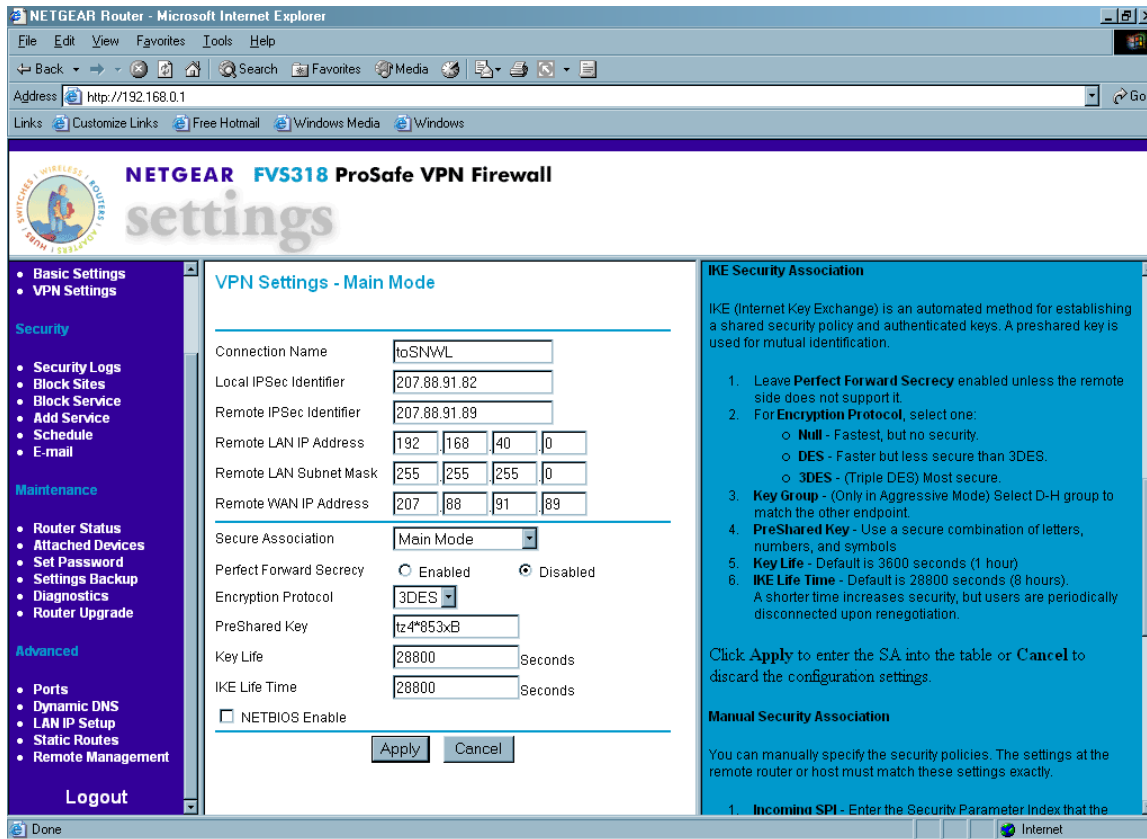 NETGEAR Router - Microsoft Internet Explorer
File Edit View Favorites Tools Help
Back Search Favorites Media
Address http://192.168.0.1 Go
Links Customize Links Free Hotmail Windows Media Windows
SWITCHES | WIRELESS | ROUTERS | ADAPTERS | HUBS
NETGEAR FVS318 ProSafe VPN Firewall
settings
Basic Settings
VPN Settings
Security
Security Logs
Block Sites
Block Service
Add Service
Schedule
E-mail
Maintenance
Router Status
Attached Devices
Set Password
Settings Backup
Diagnostics
Router Upgrade
Advanced
Ports
Dynamic DNS
LAN IP Setup
Static Routes
Remote Management
Logout
VPN Settings - Main Mode
Connection Name toSNWL
Local IPSec Identifier 207.88.91.82
Remote IPSec Identifier 207.88.91.89
Remote LAN IP Address 192 .168 .40 .0
Remote LAN Subnet Mask 255 .255 .255 .0
Remote WAN IP Address 207 .88 .91 .89
Secure Association Main Mode
Perfect Forward Secrecy Enabled Disabled
Encryption Protocol 3DES
PreShared Key tz4*853xB
Key Life 28800 Seconds
IKE Life Time 28800 Seconds
NETBIOS Enable
Apply Cancel
IKE Security Association
IKE (Internet Key Exchange) is an automated method for establishing
a shared security policy and authenticated keys. A preshared key is
used for mutual identification.
1. Leave Perfect Forward Secrecy enabled unless the remote
side does not support it.
2. For Encryption Protocol, select one:
Null - Fastest, but no security.
DES - Faster but less secure than 3DES.
3DES - (Triple DES) Most secure.
3. Key Group - (Only in Aggressive Mode) Select D-H group to
match the other endpoint.
4. PreShared Key - Use a secure combination of letters,
numbers, and symbols
5. Key Life - Default is 3600 seconds (1 hour)
6. IKE Life Time - Default is 28800 seconds (8 hours).
A shorter time increases security, but users are periodically
disconnected upon renegotiation.
Click Apply to enter the SA into the table or Cancel to
discard the configuration settings.
Manual Security Association
You can manually specify the security policies. The settings at the
remote router or host must match these settings exactly.
1. Incoming SPI - Enter the Security Parameter Index that the
Done Internet